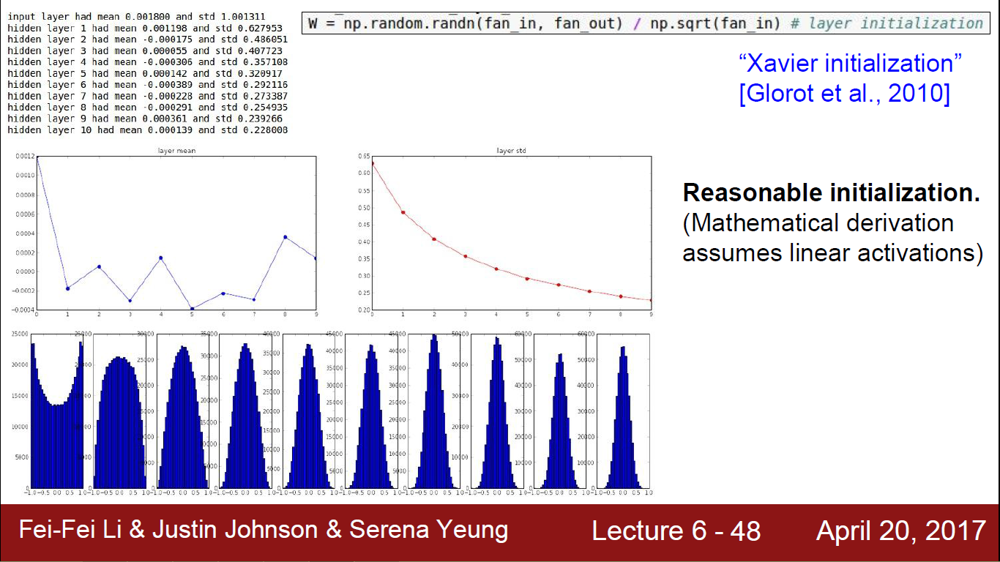 input layer had mean 0.001800 and std 1.001311
hidden layer 1 had mean 0.001198 and std 0.627953
hidden layer 2 had mean -0.000175 and std 0.486051
hidden layer 3 had mean 0.000055 and std 0.407723
hidden layer 4 had mean -0.000306 and std 0.357108
hidden layer 5 had mean 0.000142 and std 0.320917
hidden layer 6 had mean -0.000389 and std 0.292116
hidden layer 7 had mean -0.000228 and std 0.273387
hidden layer 8 had mean -0.000291 and std 0.254935
hidden layer 9 had mean 0.000361 and std 0.239266
hidden layer 10 had mean 0.000139 and std 0.228008
W = np.random.randn(fan_in, fan_out) / np.sqrt(fan_in) # layer initialization
“Xavier initialization”
[Glorot et al., 2010]
layer mean
0.0012
0.0010
0.0008
0.0006
0.0004
0.0002
0.0000
−0.0002
−0.0004
0 1 2 3 4 5 6 7 8 9
layer std
0.65
0.60
0.55
0.50
0.45
0.40
0.35
0.30
0.25
0.20
0 1 2 3 4 5 6 7 8 9
Reasonable initialization.
(Mathematical derivation
assumes linear activations)
25000
20000
15000
10000
5000
0
Fei-Fei Li & Justin Johnson & Serena Yeung
Lecture 6 - 48
April 20, 2017